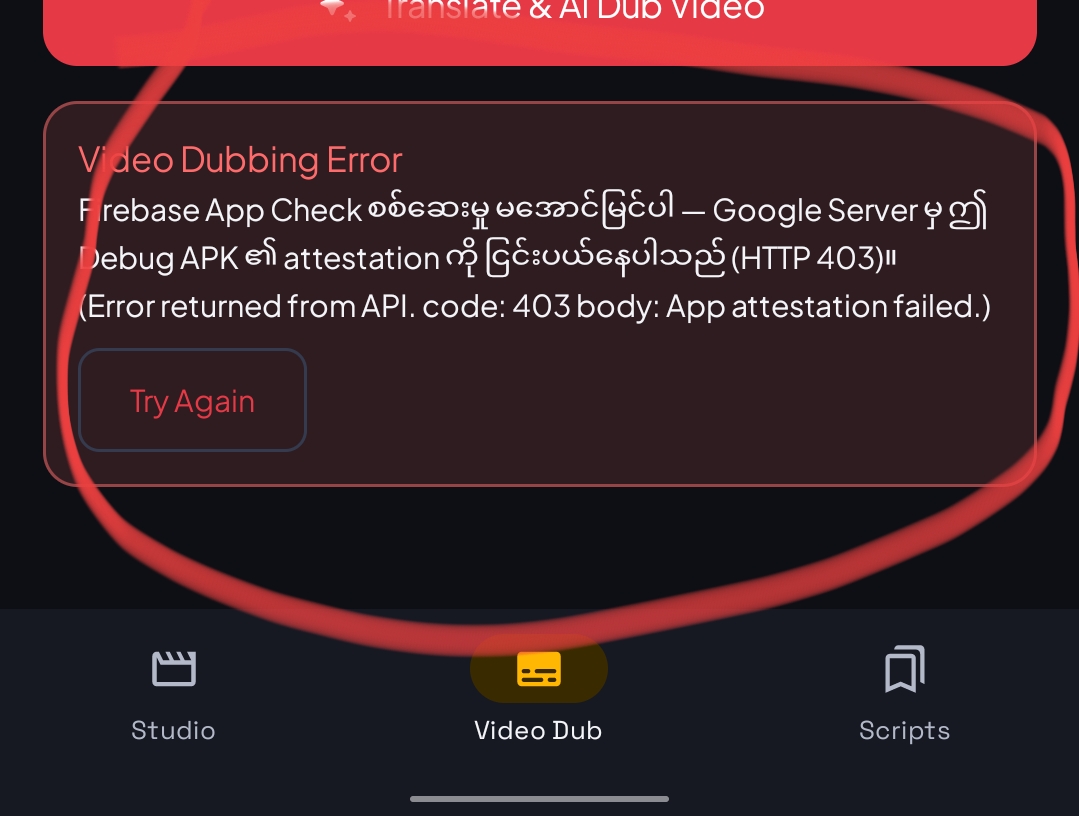 Translate & AI Dub Video
Video Dubbing Error
Firebase App Check စစ်ဆေးမှု မအောင်မြင်ပါ — Google Server မှ ဤ
Debug APK ၏ attestation ကို ငြင်းပယ်နေပါသည် (HTTP 403)။
(Error returned from API. code: 403 body: App attestation failed.)
Try Again
Studio
Video Dub
Scripts